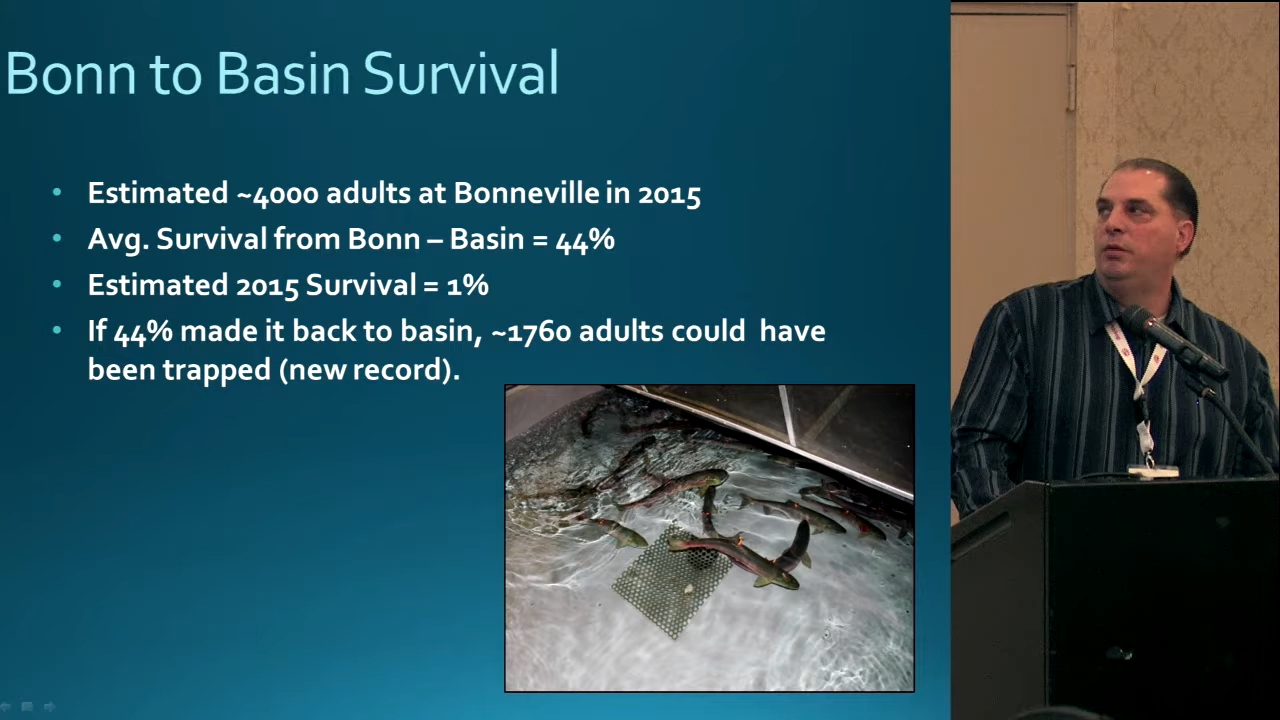 Bonn to Basin Survival
• Estimated ~4000 adults at Bonneville in 2015
• Avg. Survival from Bonn – Basin = 44%
• Estimated 2015 Survival = 1%
• If 44% made it back to basin, ~1760 adults could have
been trapped (new record).